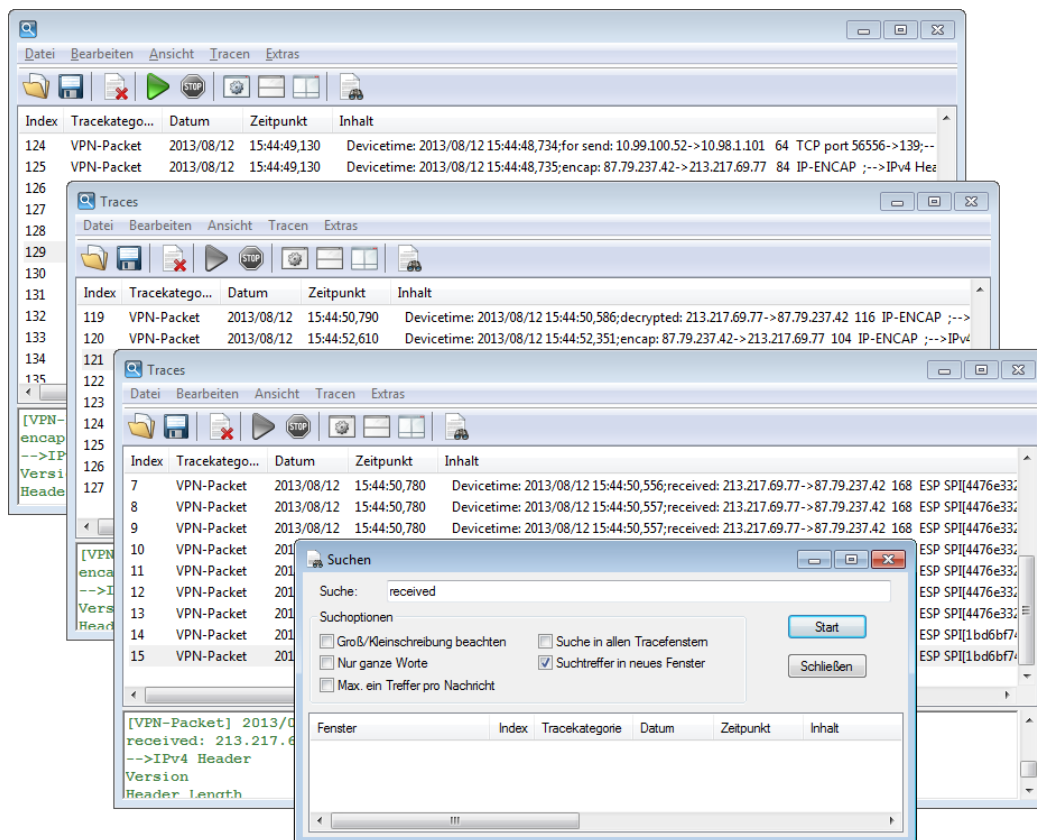 Datei Bearbeiten Ansicht Tracen Extras
STOP
Index Tracekatego... Datum Zeitpunkt Inhalt
124 VPN-Packet 2013/08/12 15:44:49,130 Devicetime: 2013/08/12 15:44:48,734;for send: 10.99.100.52->10.98.1.101 64 TCP port 56556->139;--
125 VPN-Packet 2013/08/12 15:44:49,130 Devicetime: 2013/08/12 15:44:48,735;encap: 87.79.237.42->213.217.69.77 84 IP-ENCAP ;-->IPv4 Hea
126
127
128
129
130
131
132
133
134
135
[VPN-
encap
-->IP
Versi
Header
Traces
Datei Bearbeiten Ansicht Tracen Extras
STOP
Index Tracekatego... Datum Zeitpunkt Inhalt
119 VPN-Packet 2013/08/12 15:44:50,790 Devicetime: 2013/08/12 15:44:50,586;decrypted: 213.217.69.77->87.79.237.42 116 IP-ENCAP ;-->
120 VPN-Packet 2013/08/12 15:44:52,610 Devicetime: 2013/08/12 15:44:52,351;encap: 87.79.237.42->213.217.69.77 104 IP-ENCAP ;-->IPv4
121
122
123
124
125
126
127
[VPN
enca
-->I
Vers
Head
Traces
Datei Bearbeiten Ansicht Tracen Extras
STOP
Index Tracekatego... Datum Zeitpunkt Inhalt
7 VPN-Packet 2013/08/12 15:44:50,780 Devicetime: 2013/08/12 15:44:50,556;received: 213.217.69.77->87.79.237.42 168 ESP SPI[4476e332
8 VPN-Packet 2013/08/12 15:44:50,780 Devicetime: 2013/08/12 15:44:50,557;received: 213.217.69.77->87.79.237.42 168 ESP SPI[4476e332
9 VPN-Packet 2013/08/12 15:44:50,780 Devicetime: 2013/08/12 15:44:50,557;received: 213.217.69.77->87.79.237.42 168 ESP SPI[4476e332
10 VPN-Packet 201 ESP SPI[4476e332
11 VPN-Packet 201 ESP SPI[4476e332
12 VPN-Packet 201 ESP SPI[4476e332
13 VPN-Packet 201 ESP SPI[4476e332
14 VPN-Packet 201 ESP SPI[1bd6bf74
15 VPN-Packet 201 ESP SPI[1bd6bf74
[VPN-Packet] 2013/0
received: 213.217.6
-->IPv4 Header
Version
Header Length
Suchen
Suche: received
Suchoptionen
Groß/Kleinschreibung beachten Suche in allen Tracefenstern
Nur ganze Worte Suchtreffer in neues Fenster
Max. ein Treffer pro Nachricht
Start
Schließen
Fenster Index Tracekategorie Datum Zeitpunkt Inhalt